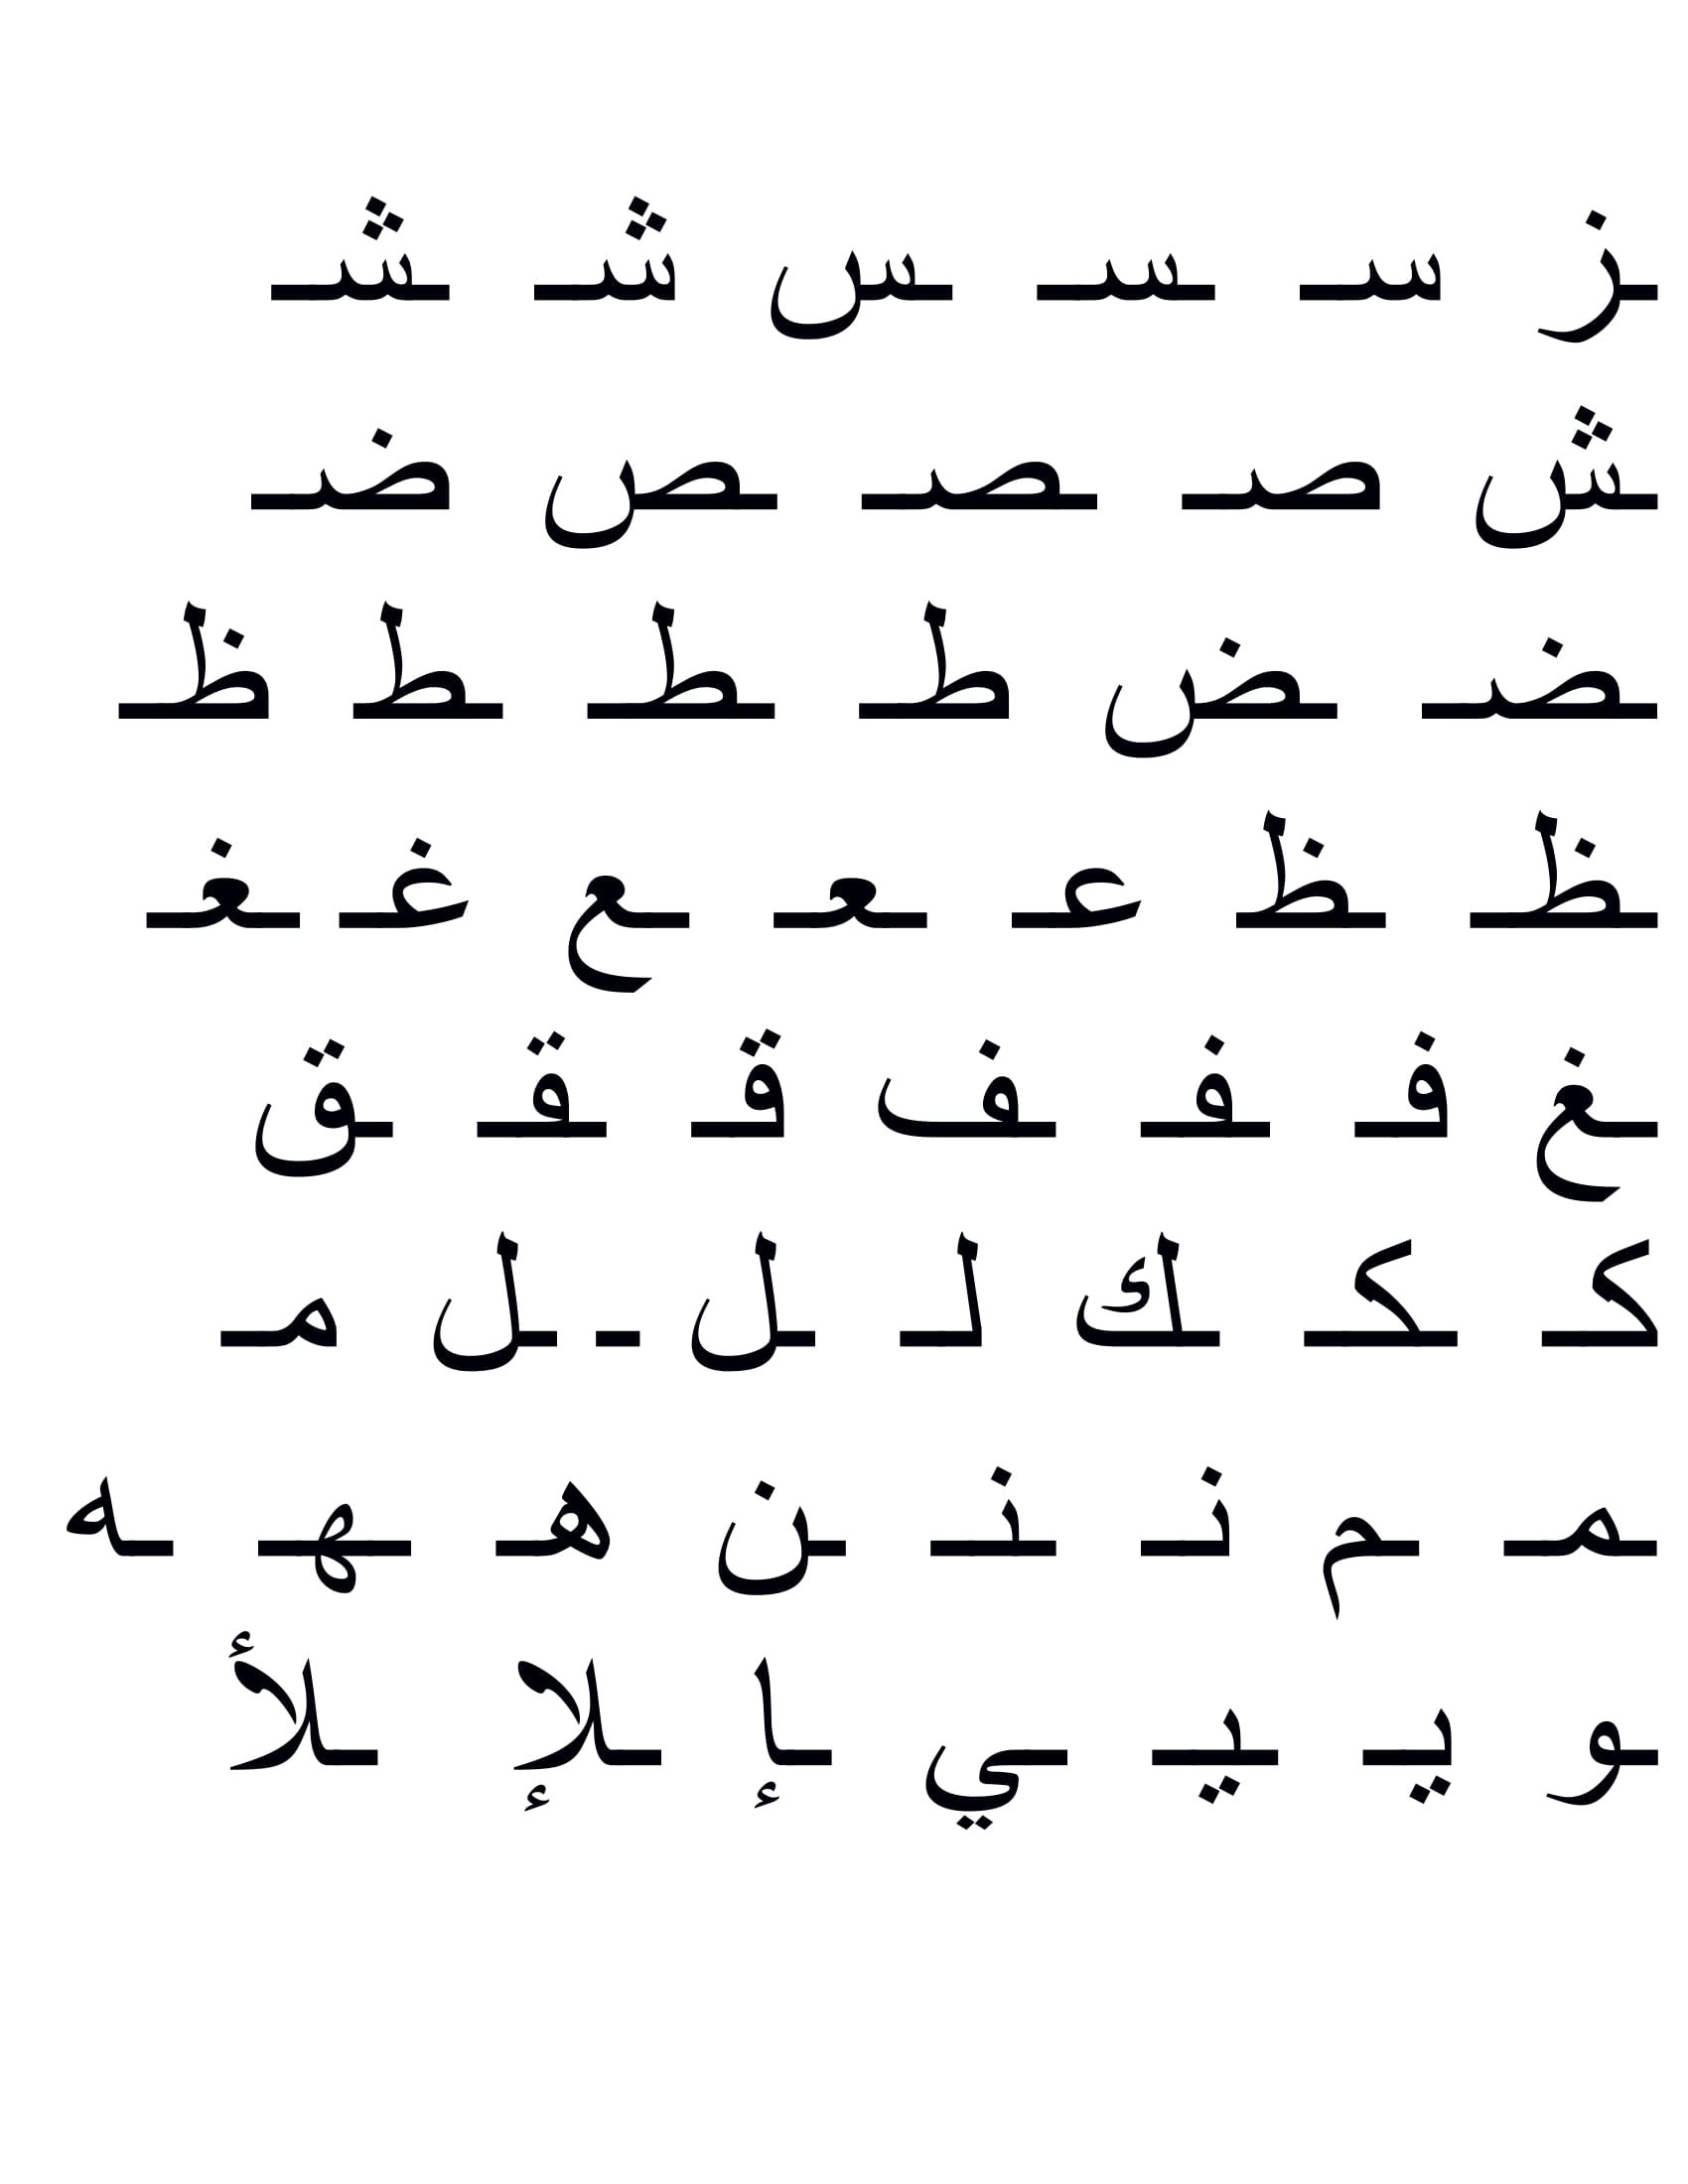 ـز سـ ـسـ ـس شـ ـشـ
ـش صـ ـصـ ـص ضـ
ـضـ ـض طـ ـطـ ـط ظـ
ـظـ ـظ عـ ـعـ ـع غـ ـغـ
ـغ فـ ـفـ ـف قـ ـقـ ـق
كـ ـكـ ـك لـ ـل ـ ـل مـ
ـمـ ـم نـ ـنـ ـن هـ ـهـ ـه
ـو يـ ـيـ ـي ـإ ـلإ ـلأ